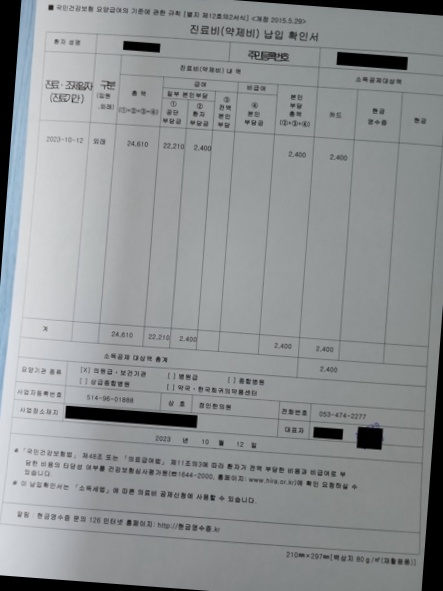 ■ 국민건강보험 요양급여의 기준에 관한 규칙 [별지 제12호의2서식] <개정 2015.5.29>
진료비(약제비) 납입 확인서
환자 성명 주민등록번호
진료비(약제비) 내 역 소득공제대상액
진료·조제일자 (진료기간) 구분 (입원, 외래) 총 액 (①+②+③+④) 급여 비급여 본인 부담 총액 (②+③+④) 카드 현금 영수증 현금
일부 본인부담 ③ 전액 본인 부담 ④ 본인 부담금
① 공단 부담금 ② 환자 부담금
2023-10-12 외래 24,610 22,210 2,400 2,400 2,400
계 24,610 22,210 2,400 2,400 2,400
소득공제 대상액 총계 2,400
요양기관 종류 [X] 의원급·보건기관 [ ] 병원급 [ ] 종합병원
[ ] 상급종합병원 [ ] 약국·한국희귀의약품센터
사업자등록번호 514-96-01888 상 호 정인한의원 전화번호 053-474-2277
사업장소재지 대표자
2023 년 10 월 12 일
※「국민건강보험법」 제48조 또는 「의료급여법」 제11조의3에 따라 환자가 전액 부담한 비용과 비급여로 부
담한 비용의 타당성 여부를 건강보험심사평가원(☎1644-2000, 홈페이지: www.hira.or.kr)에 확인 요청하실 수
있습니다.
※ 이 납입확인서는 「소득세법」에 따른 의료비 공제신청에 사용할 수 있습니다.
알림 : 현금영수증 문의 126 인터넷 홈페이지: http://현금영수증.kr
210㎜×297㎜[백상지 80g/㎡(재활용품)]